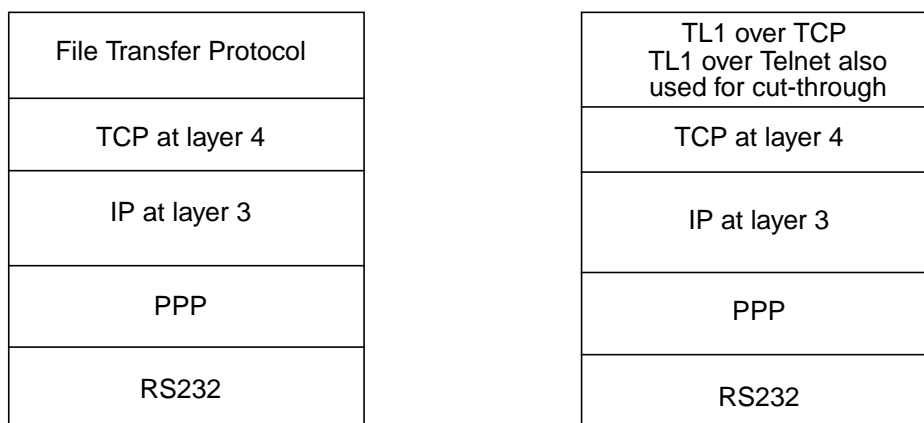 File Transfer Protocol
TCP at layer 4
IP at layer 3
PPP
RS232
TL1 over TCP
TL1 over Telnet also
used for cut-through
TCP at layer 4
IP at layer 3
PPP
RS232